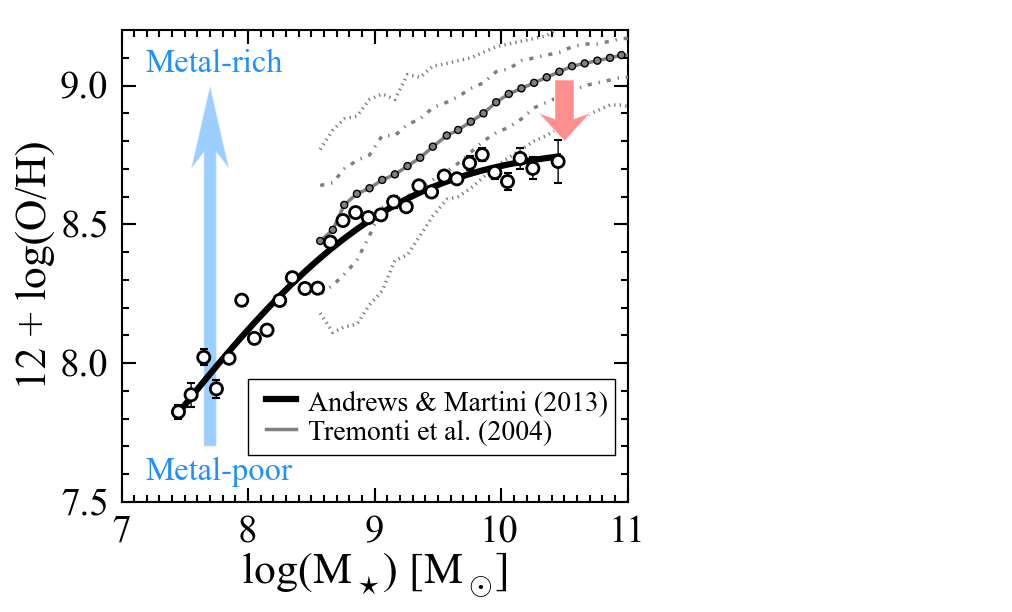 Metal-rich
9.0
8.5
8.0
7.5
12 + log(O/H)
Andrews & Martini (2013)
Tremonti et al. (2004)
Metal-poor
7 8 9 10 11
log(M⋆) [M⊙]